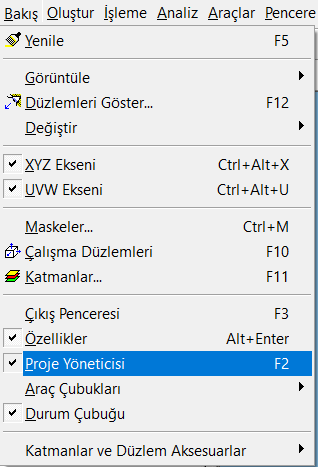 Bakış Oluştur İşleme Analiz Araçlar Pencere
Yenile F5
Görüntüle
Düzlemleri Göster... F12
Değiştir
XYZ Ekseni Ctrl+Alt+X
UVW Ekseni Ctrl+Alt+U
Maskeler... Ctrl+M
Çalışma Düzlemleri F10
Katmanlar... F11
Çıkış Penceresi F3
Özellikler Alt+Enter
Proje Yöneticisi F2
Araç Çubukları
Durum Çubuğu
Katmanlar ve Düzlem Aksesuarlar